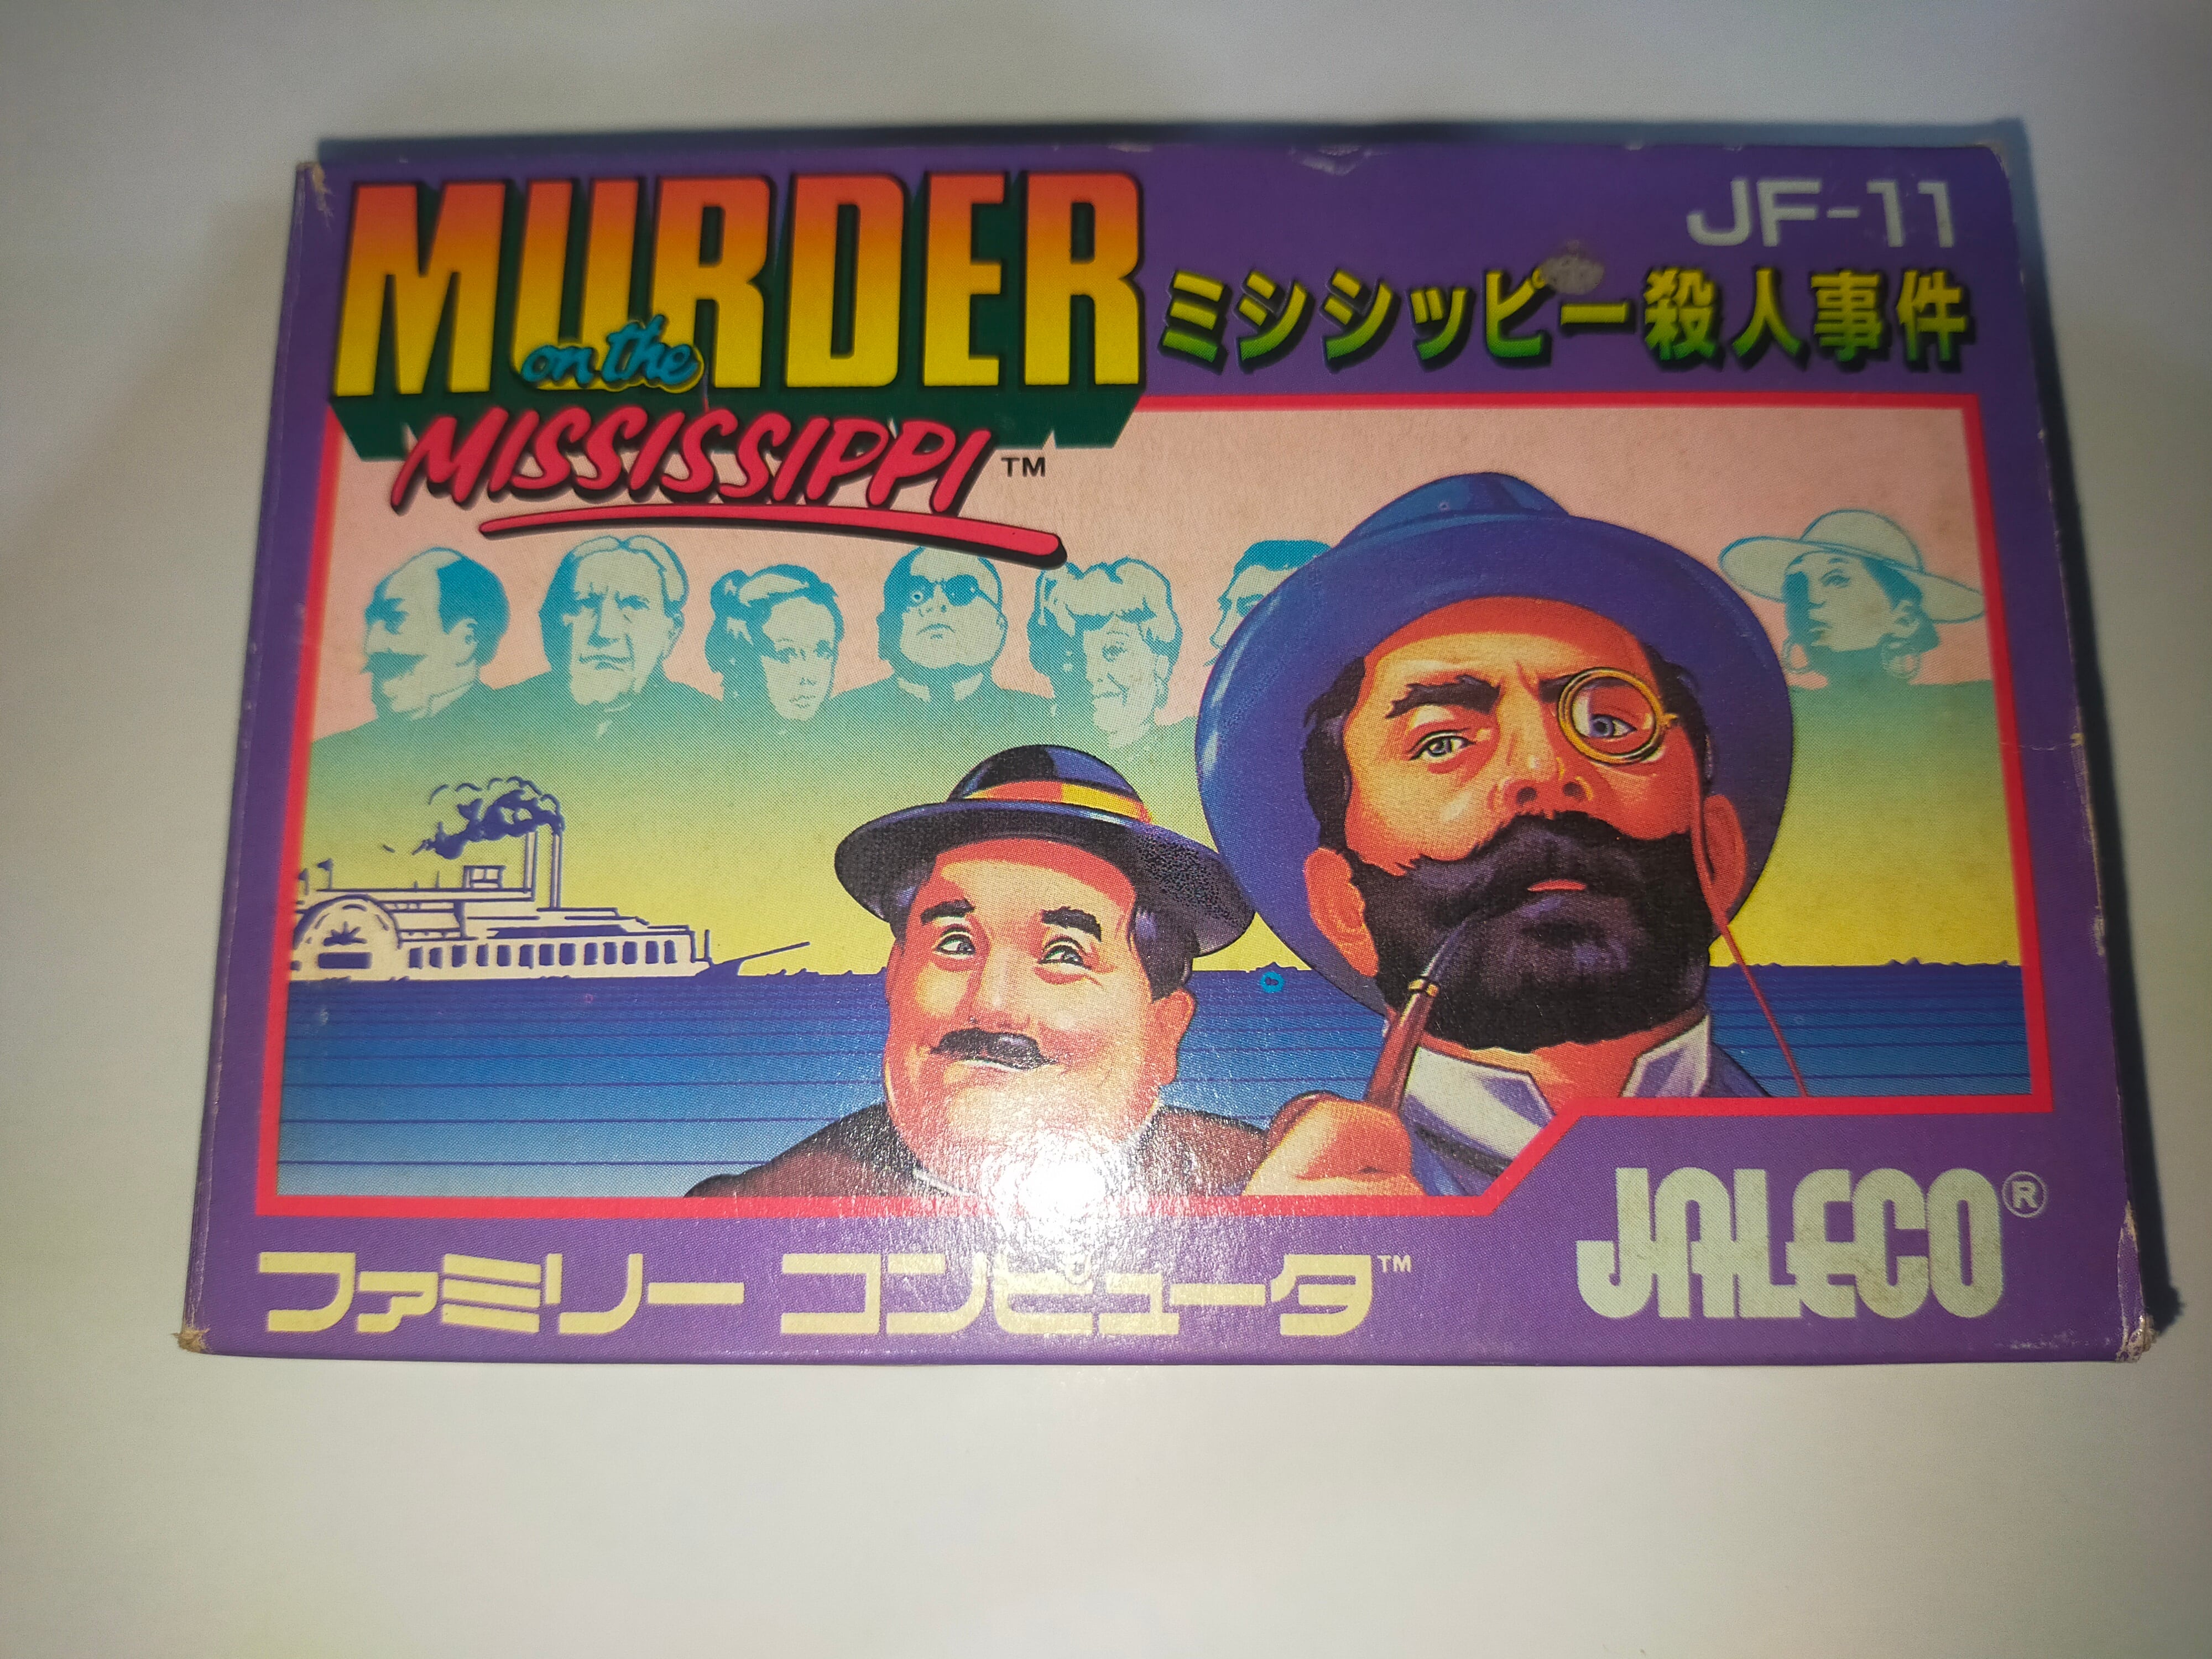 MURDER
on the
MISSISSIPPI™
JF-11
ミシシッピー殺人事件
ファミリーコンピュータ™
JALECO®